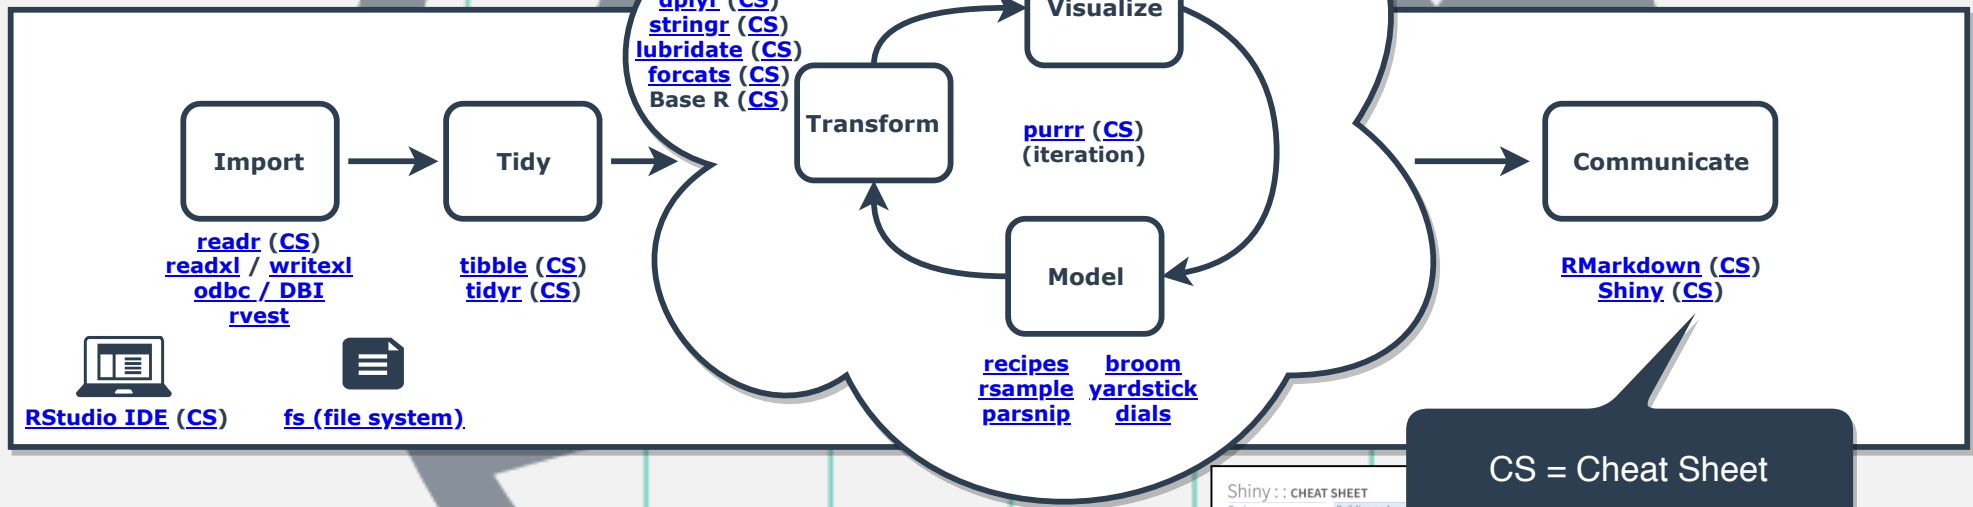 dplyr (CS)
stringr (CS)
lubridate (CS)
forcats (CS)
Base R (CS)
Visualize
Transform
purrr (CS)
(iteration)
Import
Tidy
Communicate
readr (CS)
readxl / writexl
odbc / DBI
rvest
tibble (CS)
tidyr (CS)
Model
RMarkdown (CS)
Shiny (CS)
recipes
rsample
parsnip
broom
yardstick
dials
RStudio IDE (CS)
fs (file system)
CS = Cheat Sheet
Shiny : : CHEAT SHEET